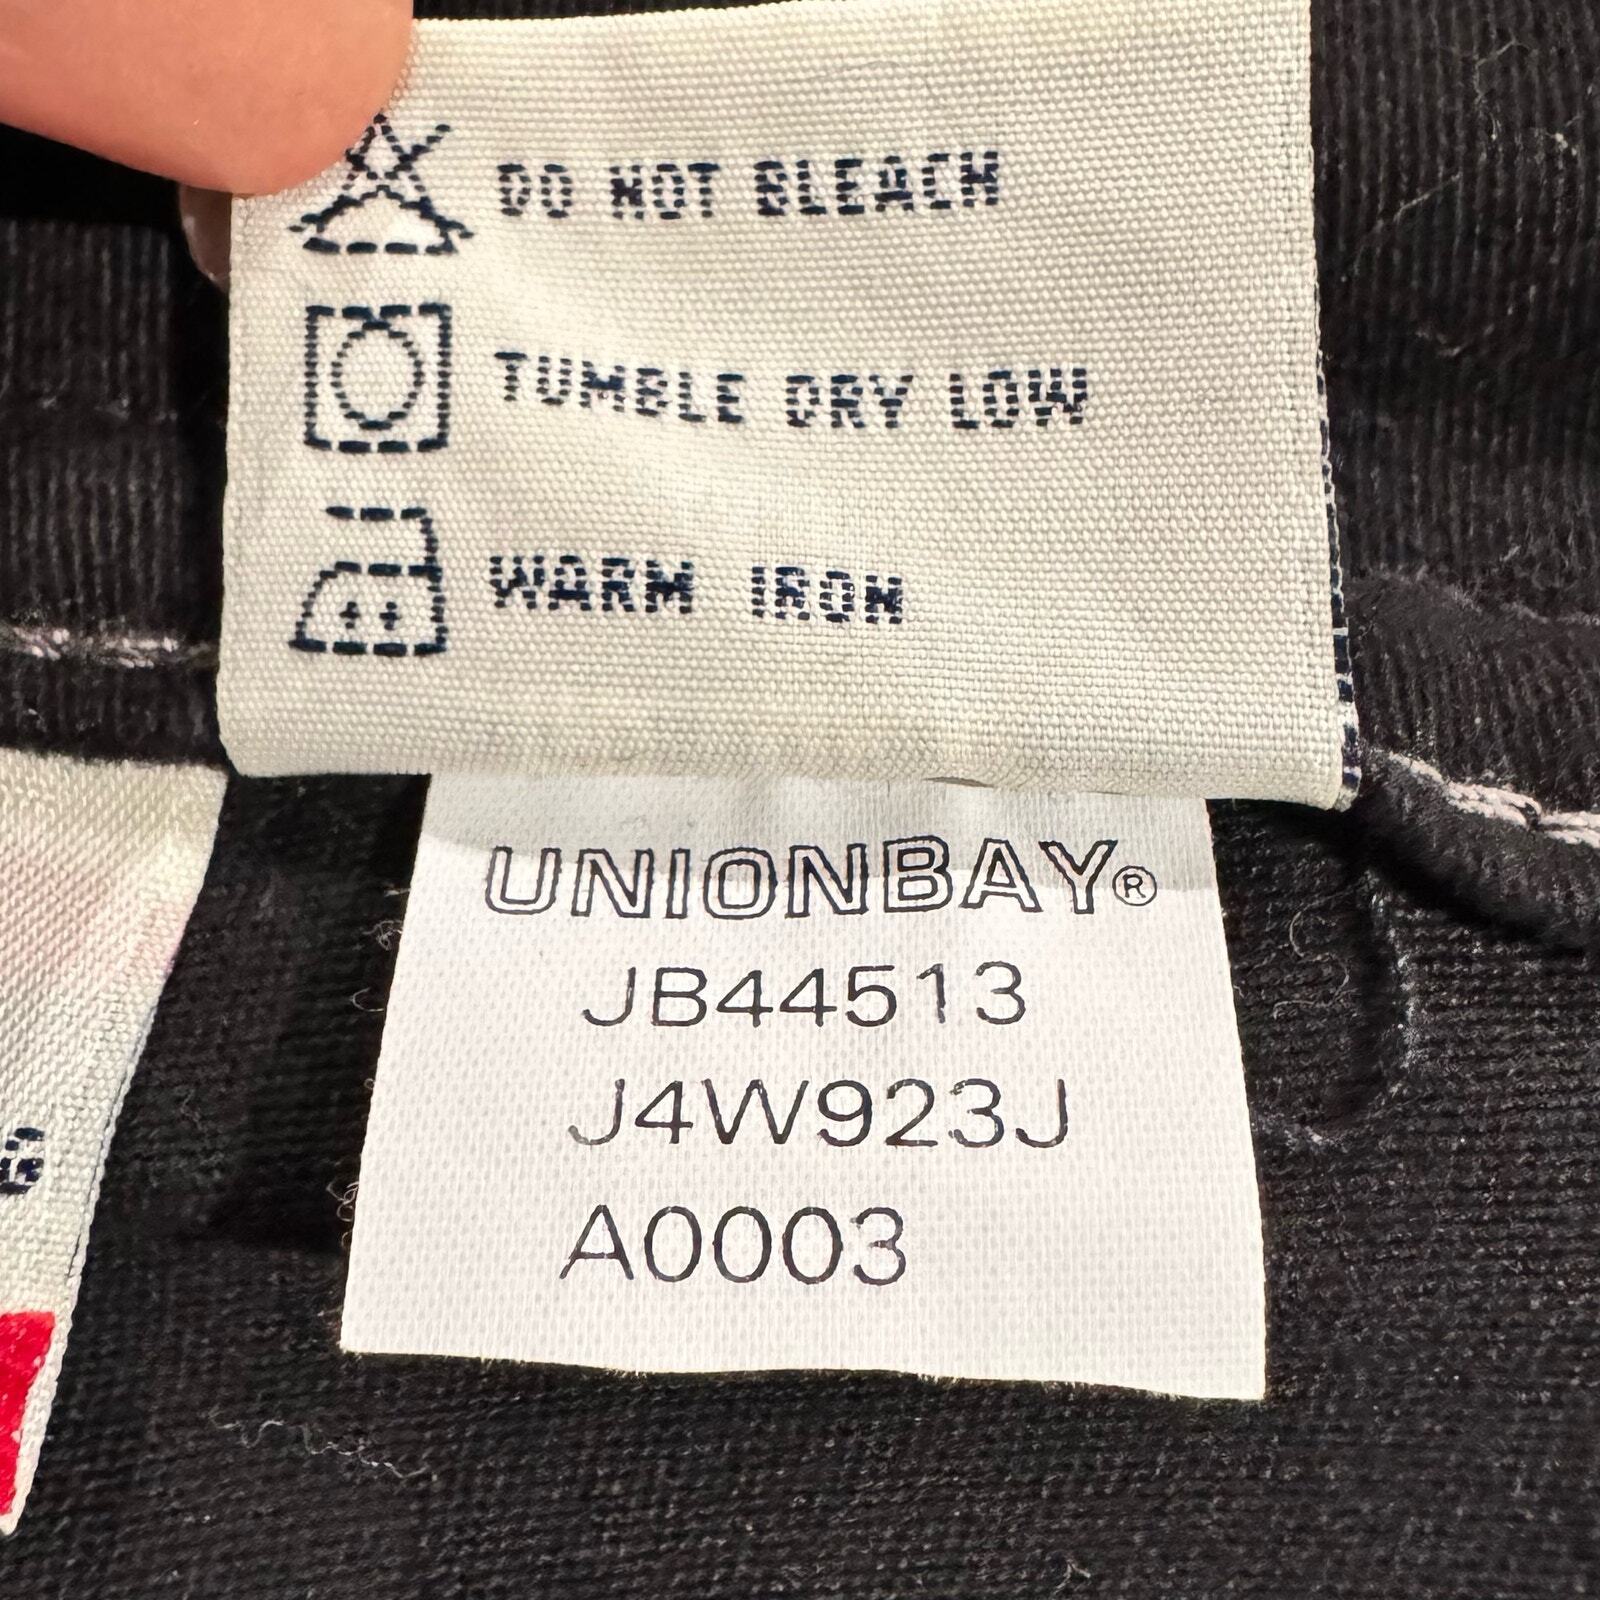 DO NOT BLEACH
TUMBLE DRY LOW
WARM IRON
UNIONBAY®
JB44513
J4W923J
A0003